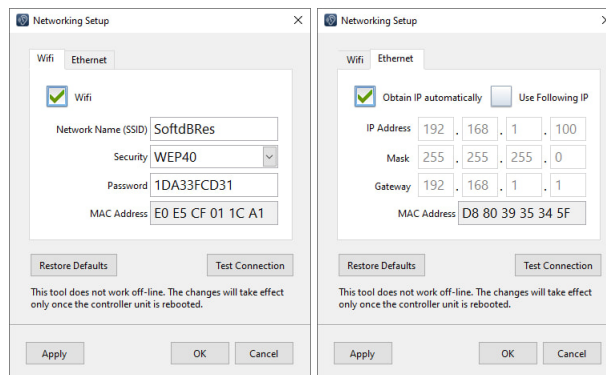 Networking Setup
Wifi Ethernet
Wifi
Network Name (SSID) SoftdBRes
Security WEP40
Password 1DA33FCD31
MAC Address E0 E5 CF 01 1C A1
Restore Defaults Test Connection
This tool does not work off-line. The changes will take effect
only once the controller unit is rebooted.
Apply OK Cancel
Networking Setup
Wifi Ethernet
Obtain IP automatically Use Following IP
IP Address 192 . 168 . 1 . 100
Mask 255 . 255 . 255 . 0
Gateway 192 . 168 . 1 . 1
MAC Address D8 80 39 35 34 5F
Restore Defaults Test Connection
This tool does not work off-line. The changes will take effect
only once the controller unit is rebooted.
Apply OK Cancel